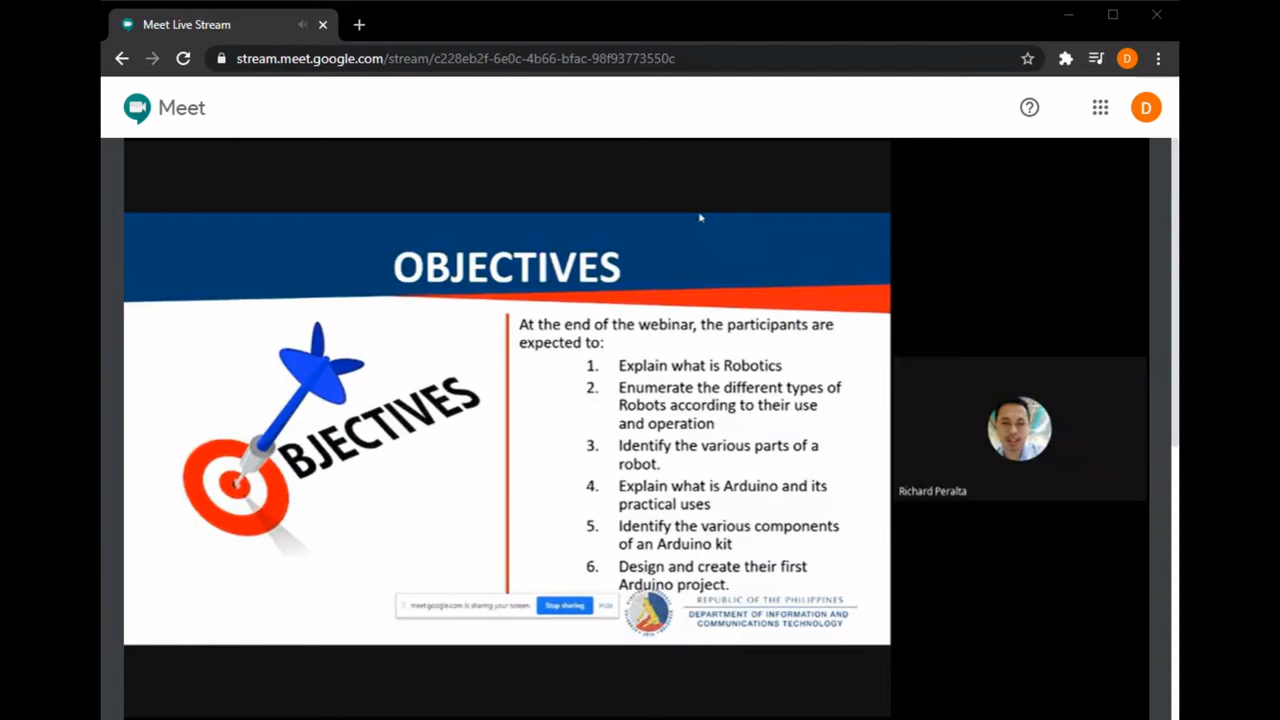 Meet Live Stream
stream.meet.google.com/stream/c228eb2f-6e0c-4b66-bfac-98f93773550c
D
Meet
D
OBJECTIVES
BJECTIVES
At the end of the webinar, the participants are
expected to:
1. Explain what is Robotics
2. Enumerate the different types of
Robots according to their use
and operation
3. Identify the various parts of a
robot.
4. Explain what is Arduino and its
practical uses
5. Identify the various components
of an Arduino kit
6. Design and create their first
Arduino project.
Richard Peralta
meet.google.com is sharing your screen. Stop sharing Hide
REPUBLIC OF THE PHILIPPINES
DEPARTMENT OF INFORMATION AND
COMMUNICATIONS TECHNOLOGY